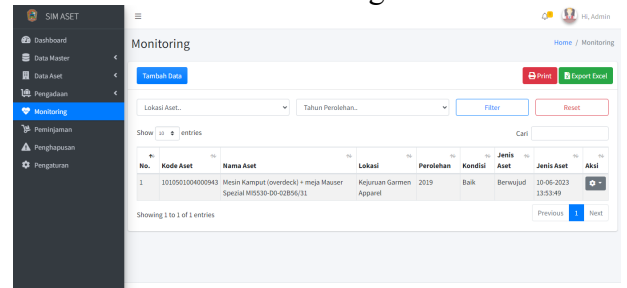 SIM ASET
Hi, Admin
Dashboard
Data Master
Data Aset
Pengadaan
Monitoring
Peminjaman
Penghapusan
Pengaturan
Monitoring
Home / Monitoring
Tambah Data
Print
Export Excel
Lokasi Aset..
Tahun Perolehan..
Filter
Reset
Show 10 entries
Cari
No. Kode Aset Nama Aset Lokasi Perolehan Kondisi Jenis Aset Jenis Aset Aksi
1 1010501004000943 Mesin Kamput (overdeck) + meja Mauser Kejuruan Garmen 2019 Baik Berwujud 10-06-2023
Spezial MI5530-D0-02B56/31 Apparel 13:53:49
Showing 1 to 1 of 1 entries
Previous 1 Next